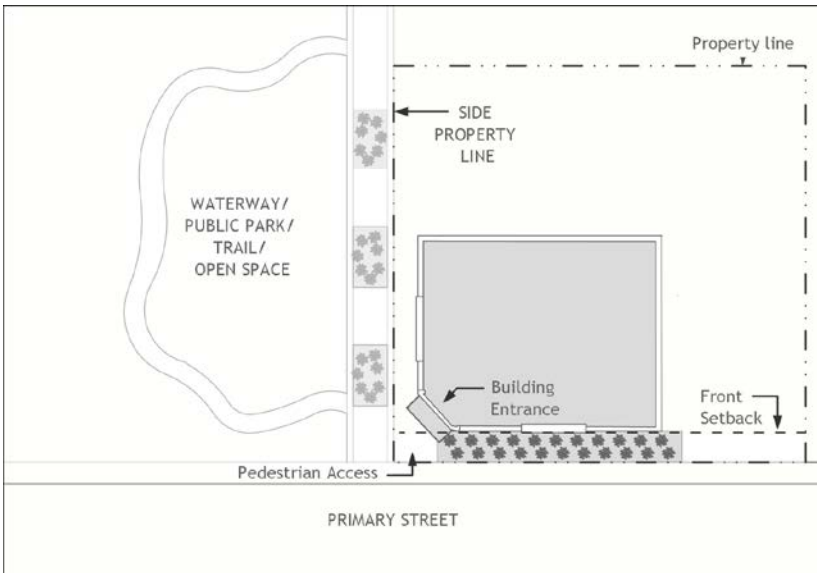 Property line
SIDE
PROPERTY
LINE
WATERWAY/
PUBLIC PARK/
TRAIL/
OPEN SPACE
Building
Entrance
Front
Setback
Pedestrian Access
PRIMARY STREET